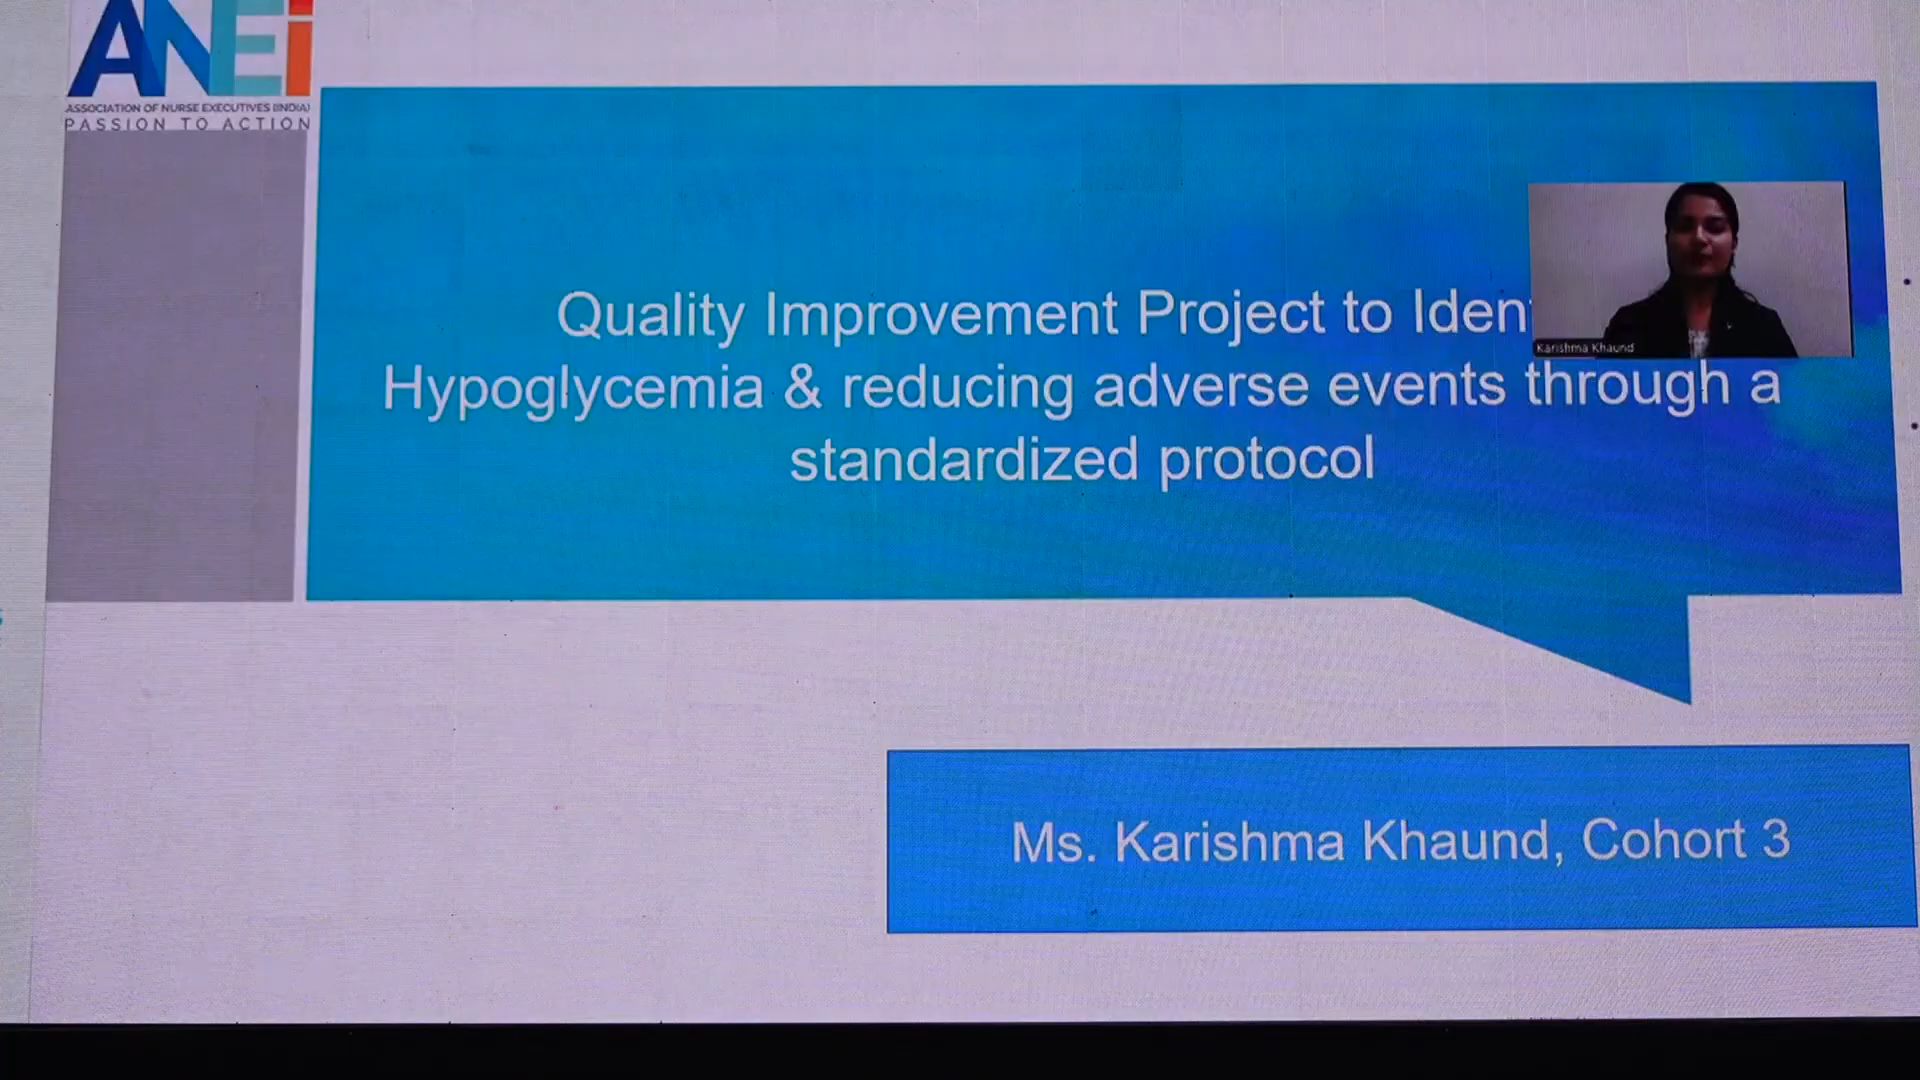 ANEi
ASSOCIATION OF NURSE EXECUTIVES (INDIA)
PASSION TO ACTION
Quality Improvement Project to
Karishma Khaund
Hypoglycemia & reducing adverse events through a
standardized protocol
Ms. Karishma Khaund, Cohort 3